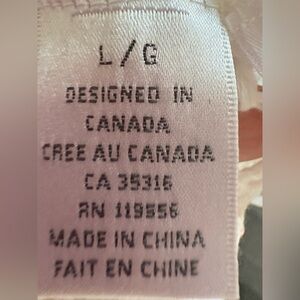 L/G
DESIGNED IN
CANADA
CREE AU CANADA
CA 35316
RN 119556
MADE IN CHINA
FAIT EN CHINE